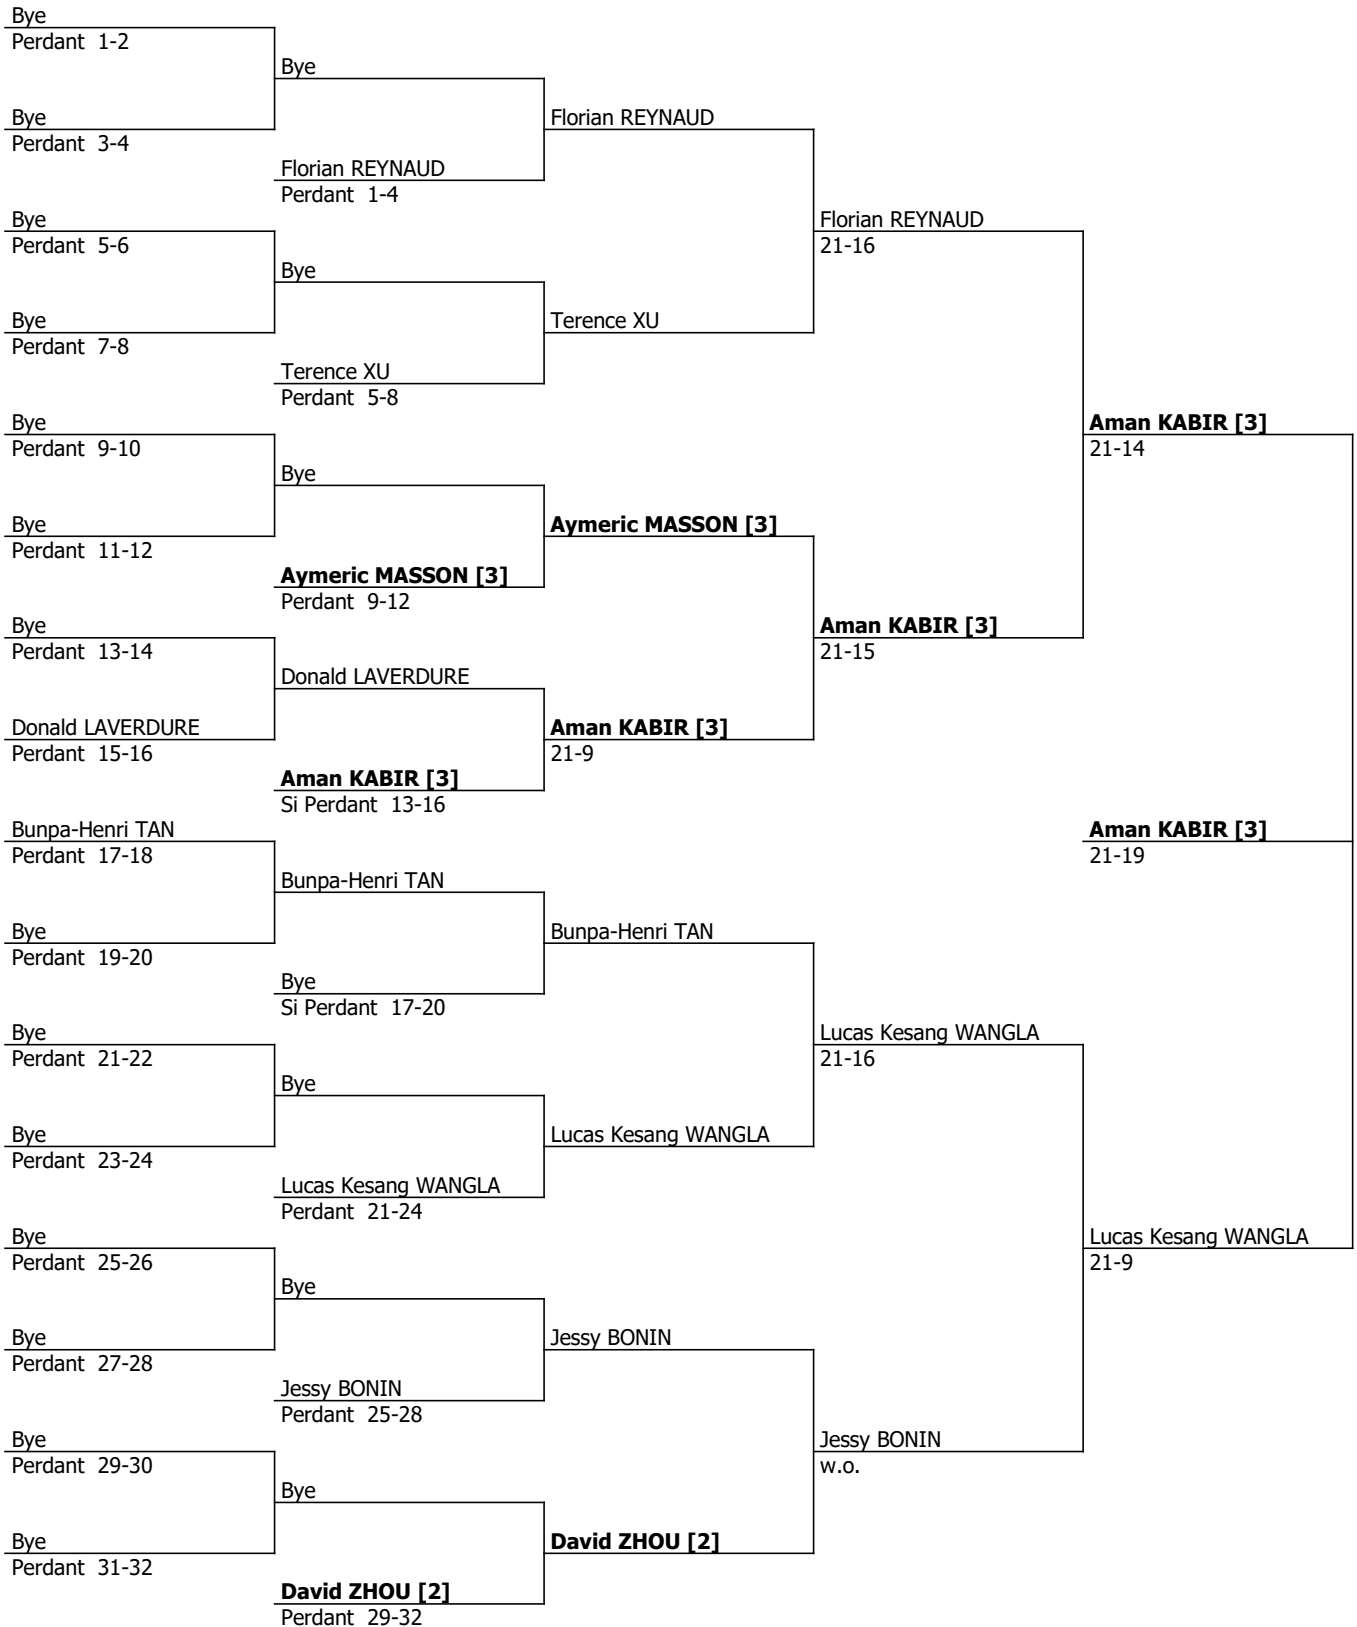 Bye
Perdant 1-2
Bye
Bye
Florian REYNAUD
Perdant 3-4
Florian REYNAUD
Perdant 1-4
Bye
Florian REYNAUD
Perdant 5-6
21-16
Bye
Bye
Terence XU
Perdant 7-8
Terence XU
Perdant 5-8
Bye
Aman KABIR [3]
Perdant 9-10
21-14
Bye
Bye
Aymeric MASSON [3]
Perdant 11-12
Aymeric MASSON [3]
Perdant 9-12
Bye
Aman KABIR [3]
Perdant 13-14
21-15
Donald LAVERDURE
Donald LAVERDURE
Aman KABIR [3]
Perdant 15-16
21-9
Aman KABIR [3]
Si Perdant 13-16
Bunpa-Henri TAN
Aman KABIR [3]
Perdant 17-18
21-19
Bunpa-Henri TAN
Bye
Bunpa-Henri TAN
Perdant 19-20
Bye
Si Perdant 17-20
Bye
Lucas Kesang WANGLA
Perdant 21-22
21-16
Bye
Bye
Lucas Kesang WANGLA
Perdant 23-24
Lucas Kesang WANGLA
Perdant 21-24
Bye
Lucas Kesang WANGLA
Perdant 25-26
21-9
Bye
Bye
Jessy BONIN
Perdant 27-28
Jessy BONIN
Perdant 25-28
Bye
Jessy BONIN
Perdant 29-30
w.o.
Bye
Bye
David ZHOU [2]
Perdant 31-32
David ZHOU [2]
Perdant 29-32